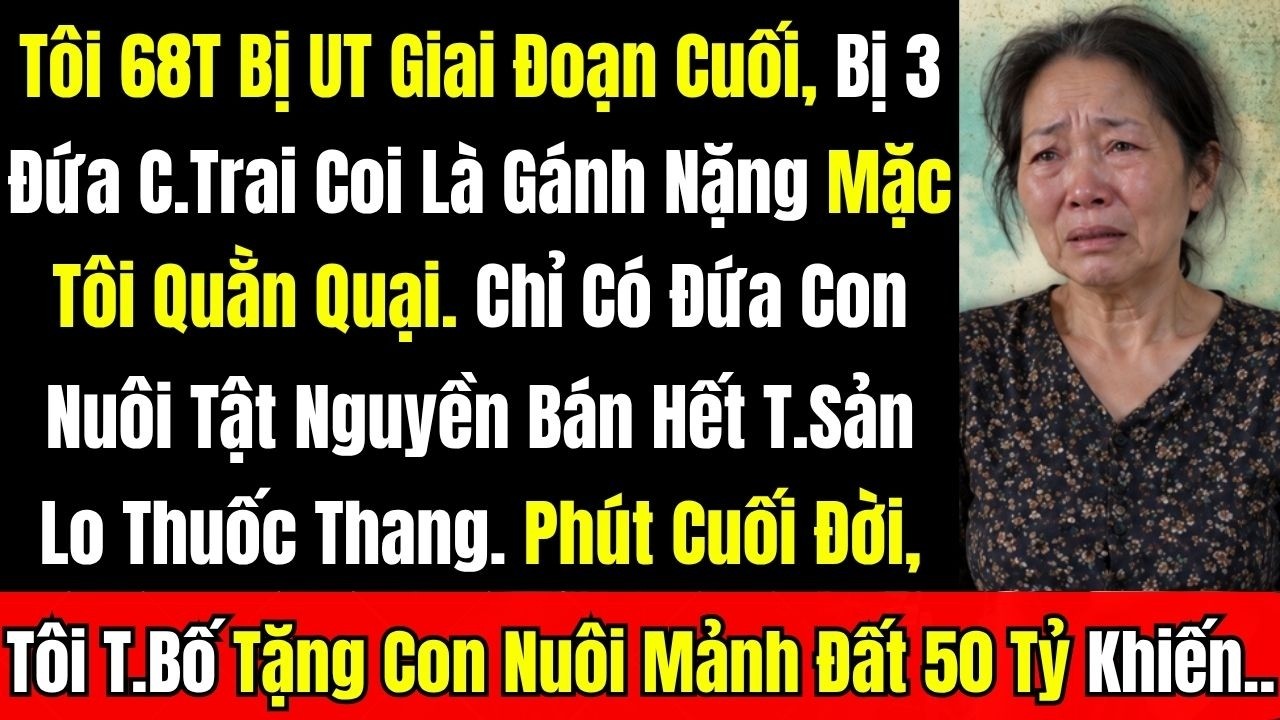 Tôi 68T Bị UT Giai Đoạn Cuối, Bị 3
Đứa C.Trai Coi Là Gánh Nặng Mặc
Tôi Quằn Quại. Chỉ Có Đứa Con
Nuôi Tật Nguyền Bán Hết T.Sản
Lo Thuốc Thang. Phút Cuối Đời,
Tôi T.Bố Tặng Con Nuôi Mảnh Đất 50 Tỷ Khiến..